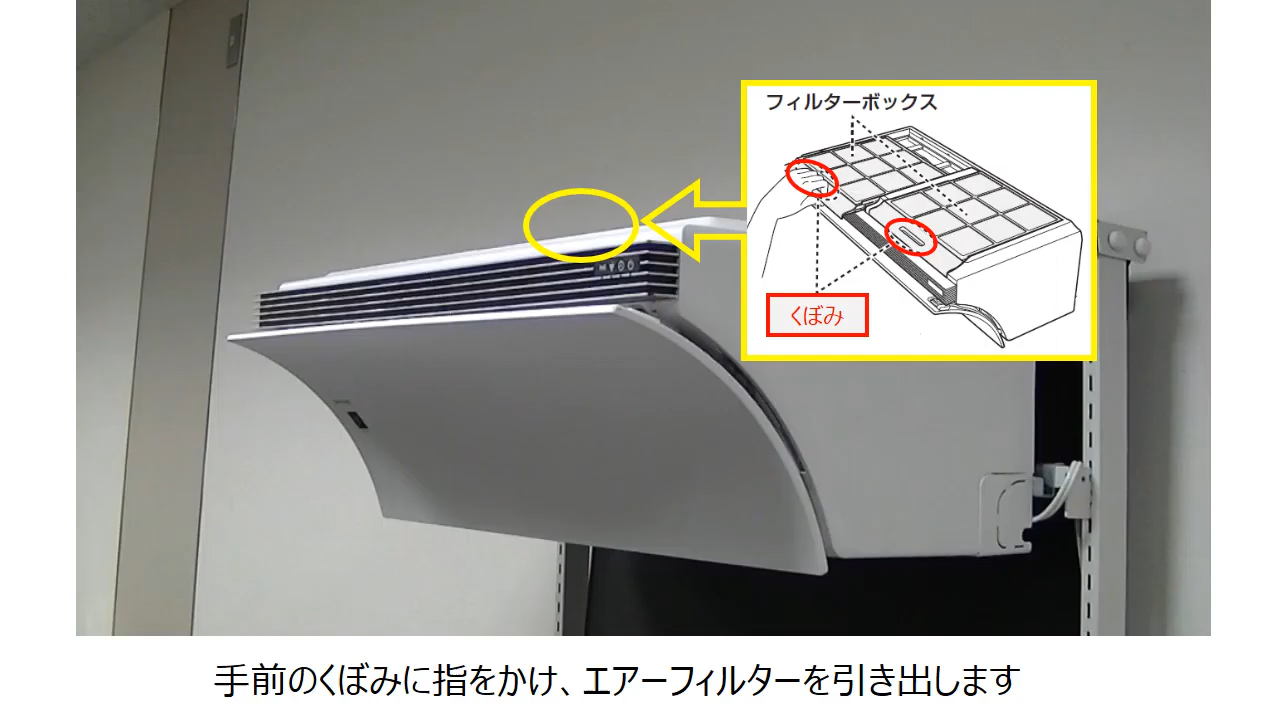 フィルターボックス
くぼみ
手前のくぼみに指をかけ、エアーフィルターを引き出します